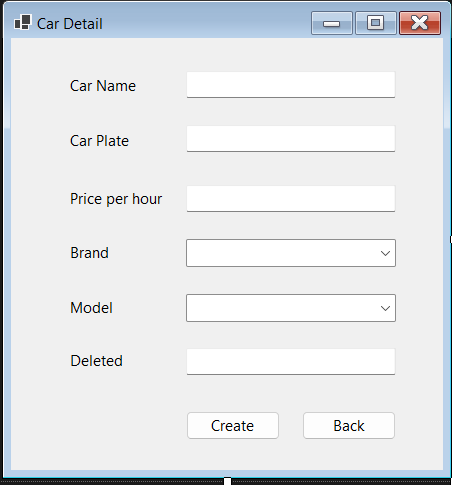 Car Detail
Car Name
Car Plate
Price per hour
Brand
Model
Deleted
Create Back